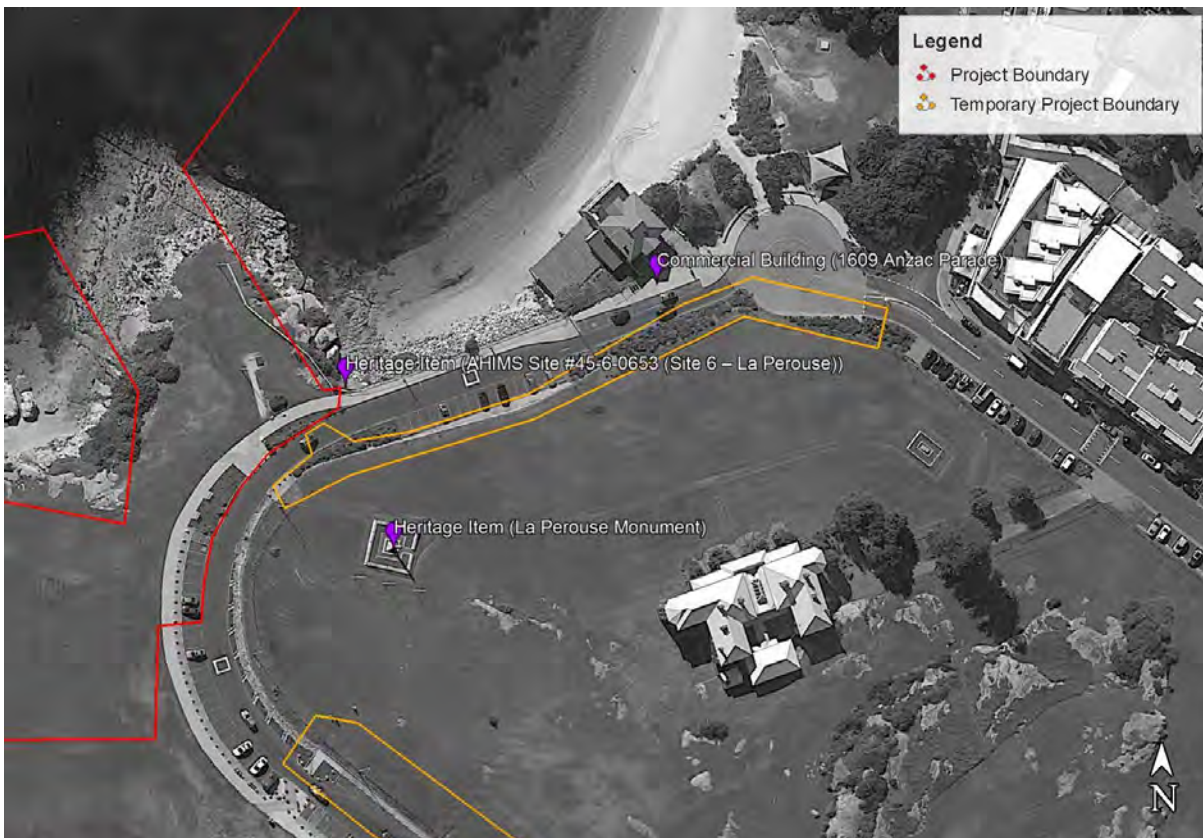 Legend
Project Boundary
Temporary Project Boundary
Commercial Building (1609 Anzac Parade)
Heritage Item (AHIMS Site #45-6-0653 (Site 6 – La Perouse))
Heritage Item (La Perouse Monument)
N